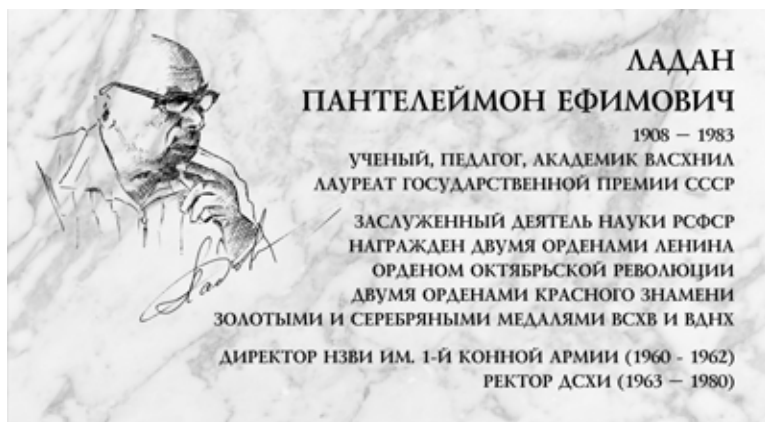 ЛАДАН
ПАНТЕЛЕЙМОН ЕФИМОВИЧ
1908 – 1983
УЧЕНЫЙ, ПЕДАГОГ, АКАДЕМИК ВАСХНИЛ
ЛАУРЕАТ ГОСУДАРСТВЕННОЙ ПРЕМИИ СССР
ЗАСЛУЖЕННЫЙ ДЕЯТЕЛЬ НАУКИ РСФСР
НАГРАЖДЕН ДВУМЯ ОРДЕНАМИ ЛЕНИНА
ОРДЕНОМ ОКТЯБРЬСКОЙ РЕВОЛЮЦИИ
ДВУМЯ ОРДЕНАМИ КРАСНОГО ЗНАМЕНИ
ЗОЛОТЫМИ И СЕРЕБРЯНЫМИ МЕДАЛЯМИ ВСХВ И ВДНХ
ДИРЕКТОР НЗВИ ИМ. 1-Й КОННОЙ АРМИИ (1960 - 1962)
РЕКТОР ДСХИ (1963 – 1980)